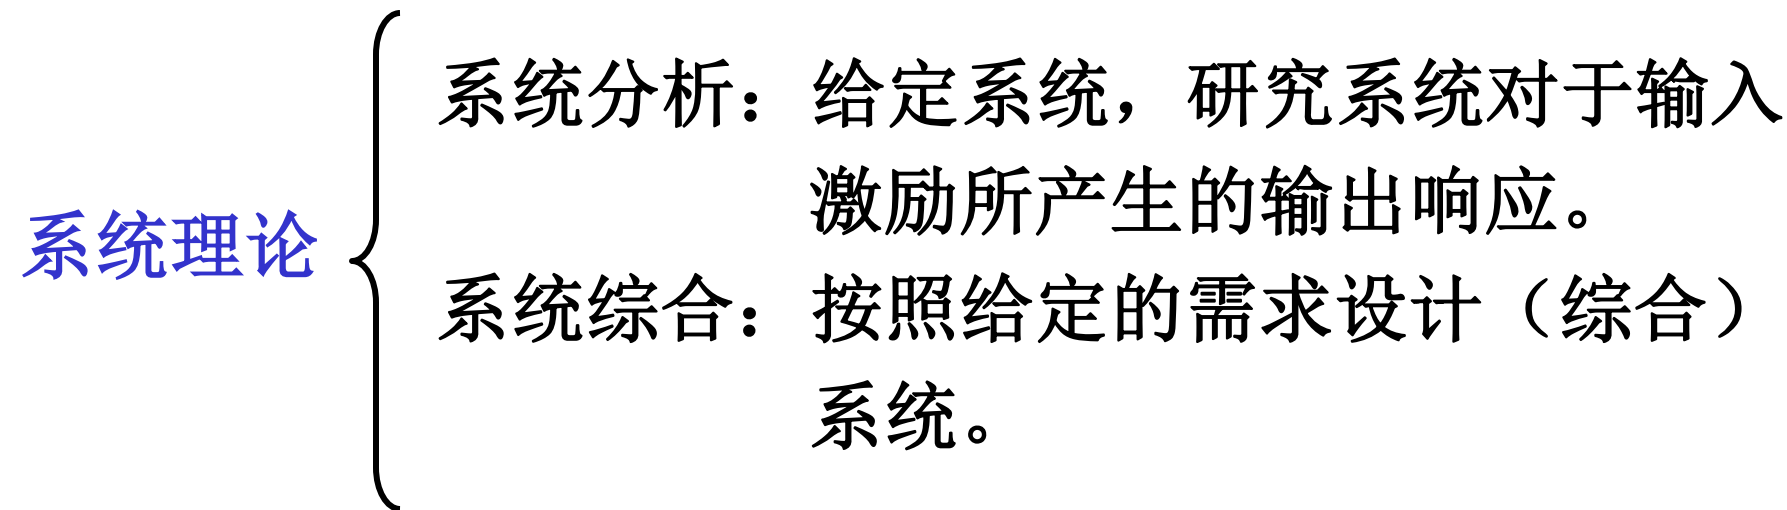 系统理论
系统分析：给定系统，研究系统对于输入
激励所产生的输出响应。
系统综合：按照给定的需求设计（综合）
系统。